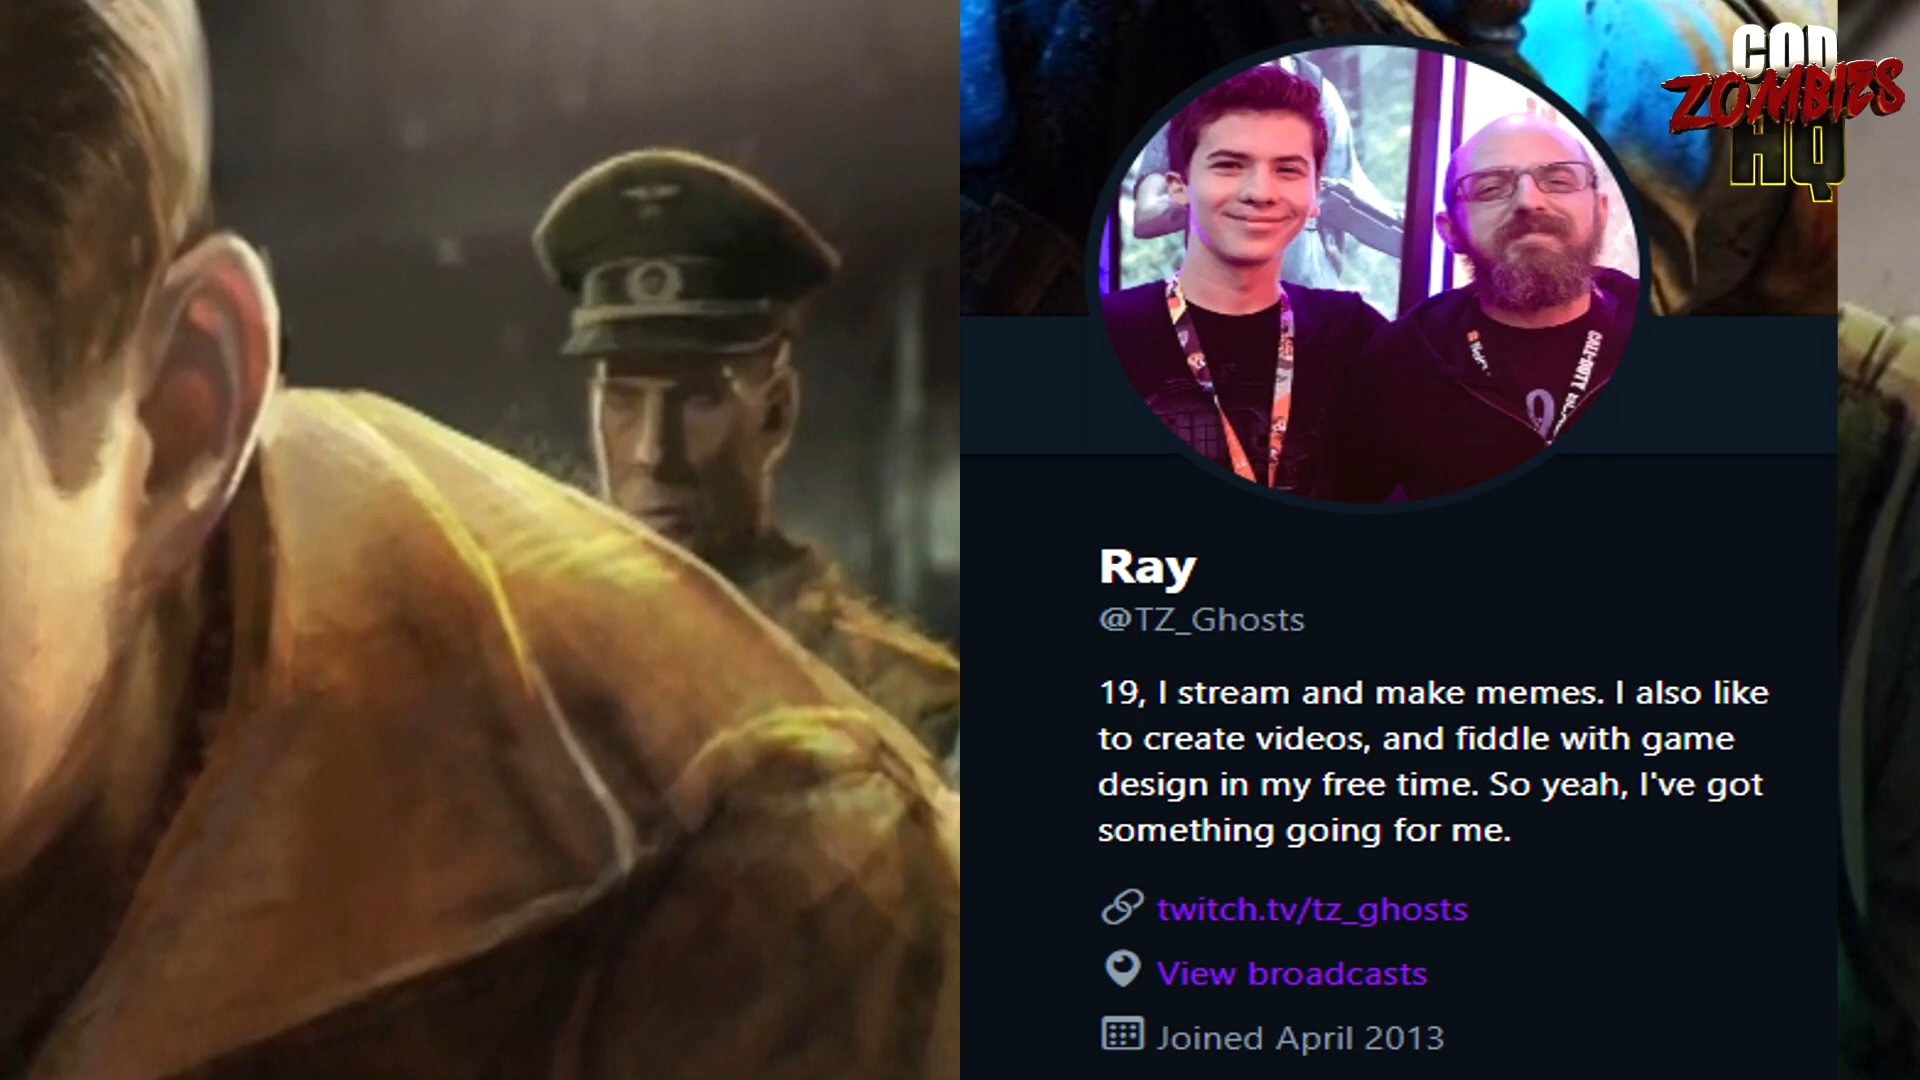 COD
ZOMBIES
HQ
Ray
@TZ_Ghosts
19, I stream and make memes. I also like
to create videos, and fiddle with game
design in my free time. So yeah, I've got
something going for me.
twitch.tv/tz_ghosts
View broadcasts
Joined April 2013